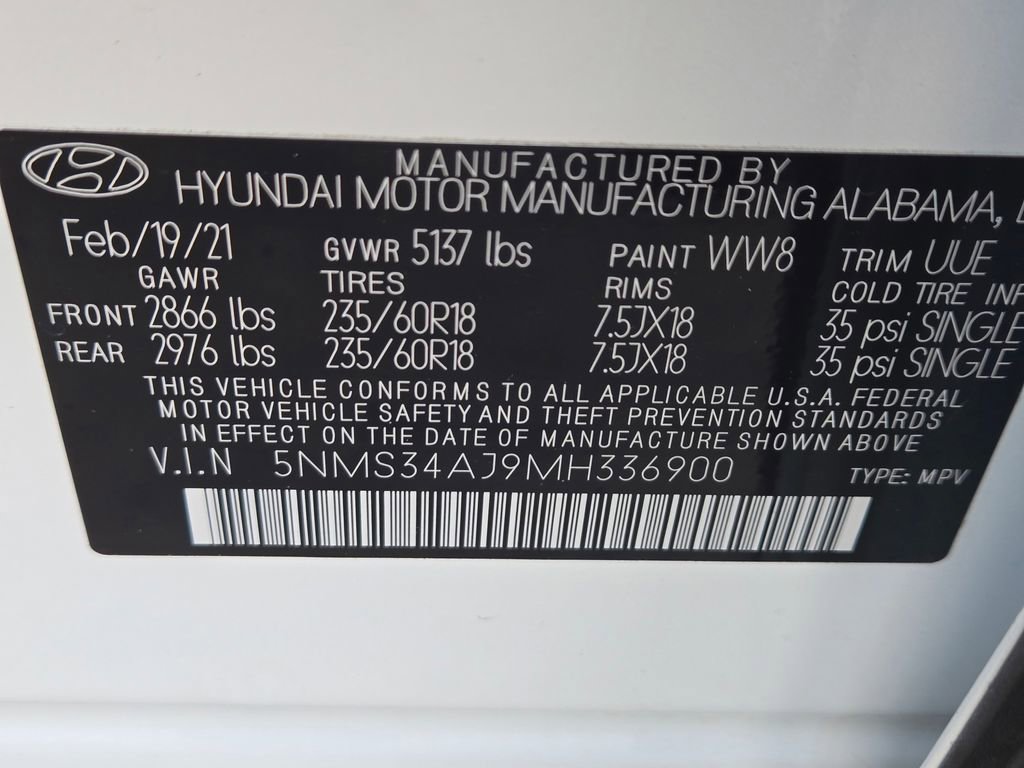 MANUFACTURED BY
HYUNDAI MOTOR MANUFACTURING ALABAMA,
Feb/19/21 GVWR 5137 lbs PAINT WW8 TRIM UUE
GAWR TIRES RIMS COLD TIRE INF
FRONT 2866 lbs 235/60R18 7.5JX18 35 psi SINGLE
REAR 2976 lbs 235/60R18 7.5JX18 35 psi SINGLE
THIS VEHICLE CONFORMS TO ALL APPLICABLE U.S.A. FEDERAL
MOTOR VEHICLE SAFETY AND THEFT PREVENTION STANDARDS
IN EFFECT ON THE DATE OF MANUFACTURE SHOWN ABOVE
V.I.N 5NMS34AJ9MH336900 TYPE: MPV